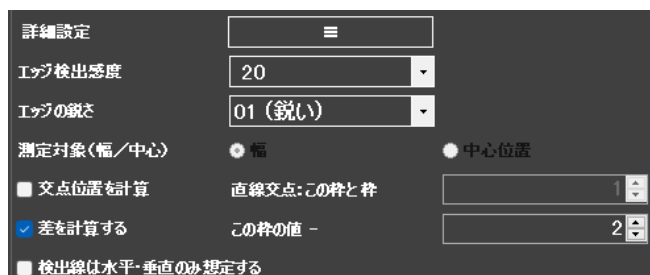 詳細設定 ≡
エッジ検出感度 20
エッジの鋭さ 01 (鋭い)
測定対象(幅/中心) 幅 中心位置
交点位置を計算 直線交点:この枠と枠 1
差を計算する この枠の値 - 2
検出線は水平・垂直のみ想定する